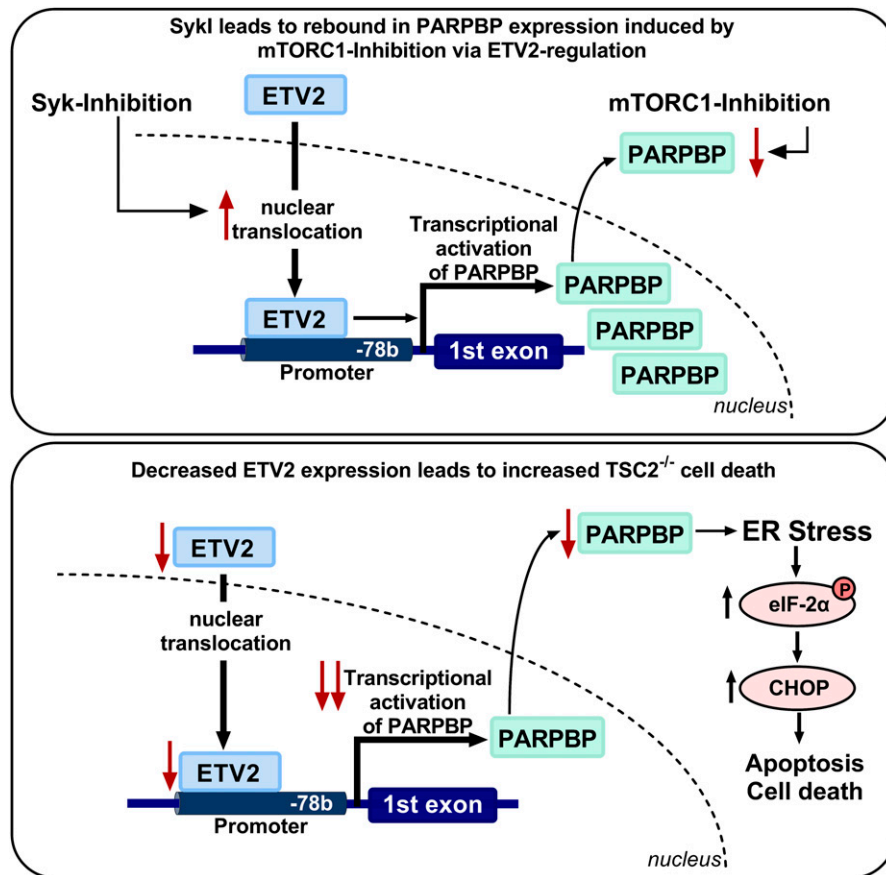 SykI leads to rebound in PARPBP expression induced by
mTORC1-Inhibition via ETV2-regulation
Syk-Inhibition
ETV2
mTORC1-Inhibition
PARPBP
nuclear
translocation
Transcriptional
activation
of PARPBP
PARPBP
ETV2
-78b
1st exon
Promoter
PARPBP
PARPBP
nucleus
Decreased ETV2 expression leads to increased TSC2-/- cell death
ETV2
PARPBP
ER Stress
nuclear
translocation
P
eIF-2α
Transcriptional
activation
of PARPBP
CHOP
PARPBP
ETV2
-78b
1st exon
Promoter
Apoptosis
Cell death
nucleus